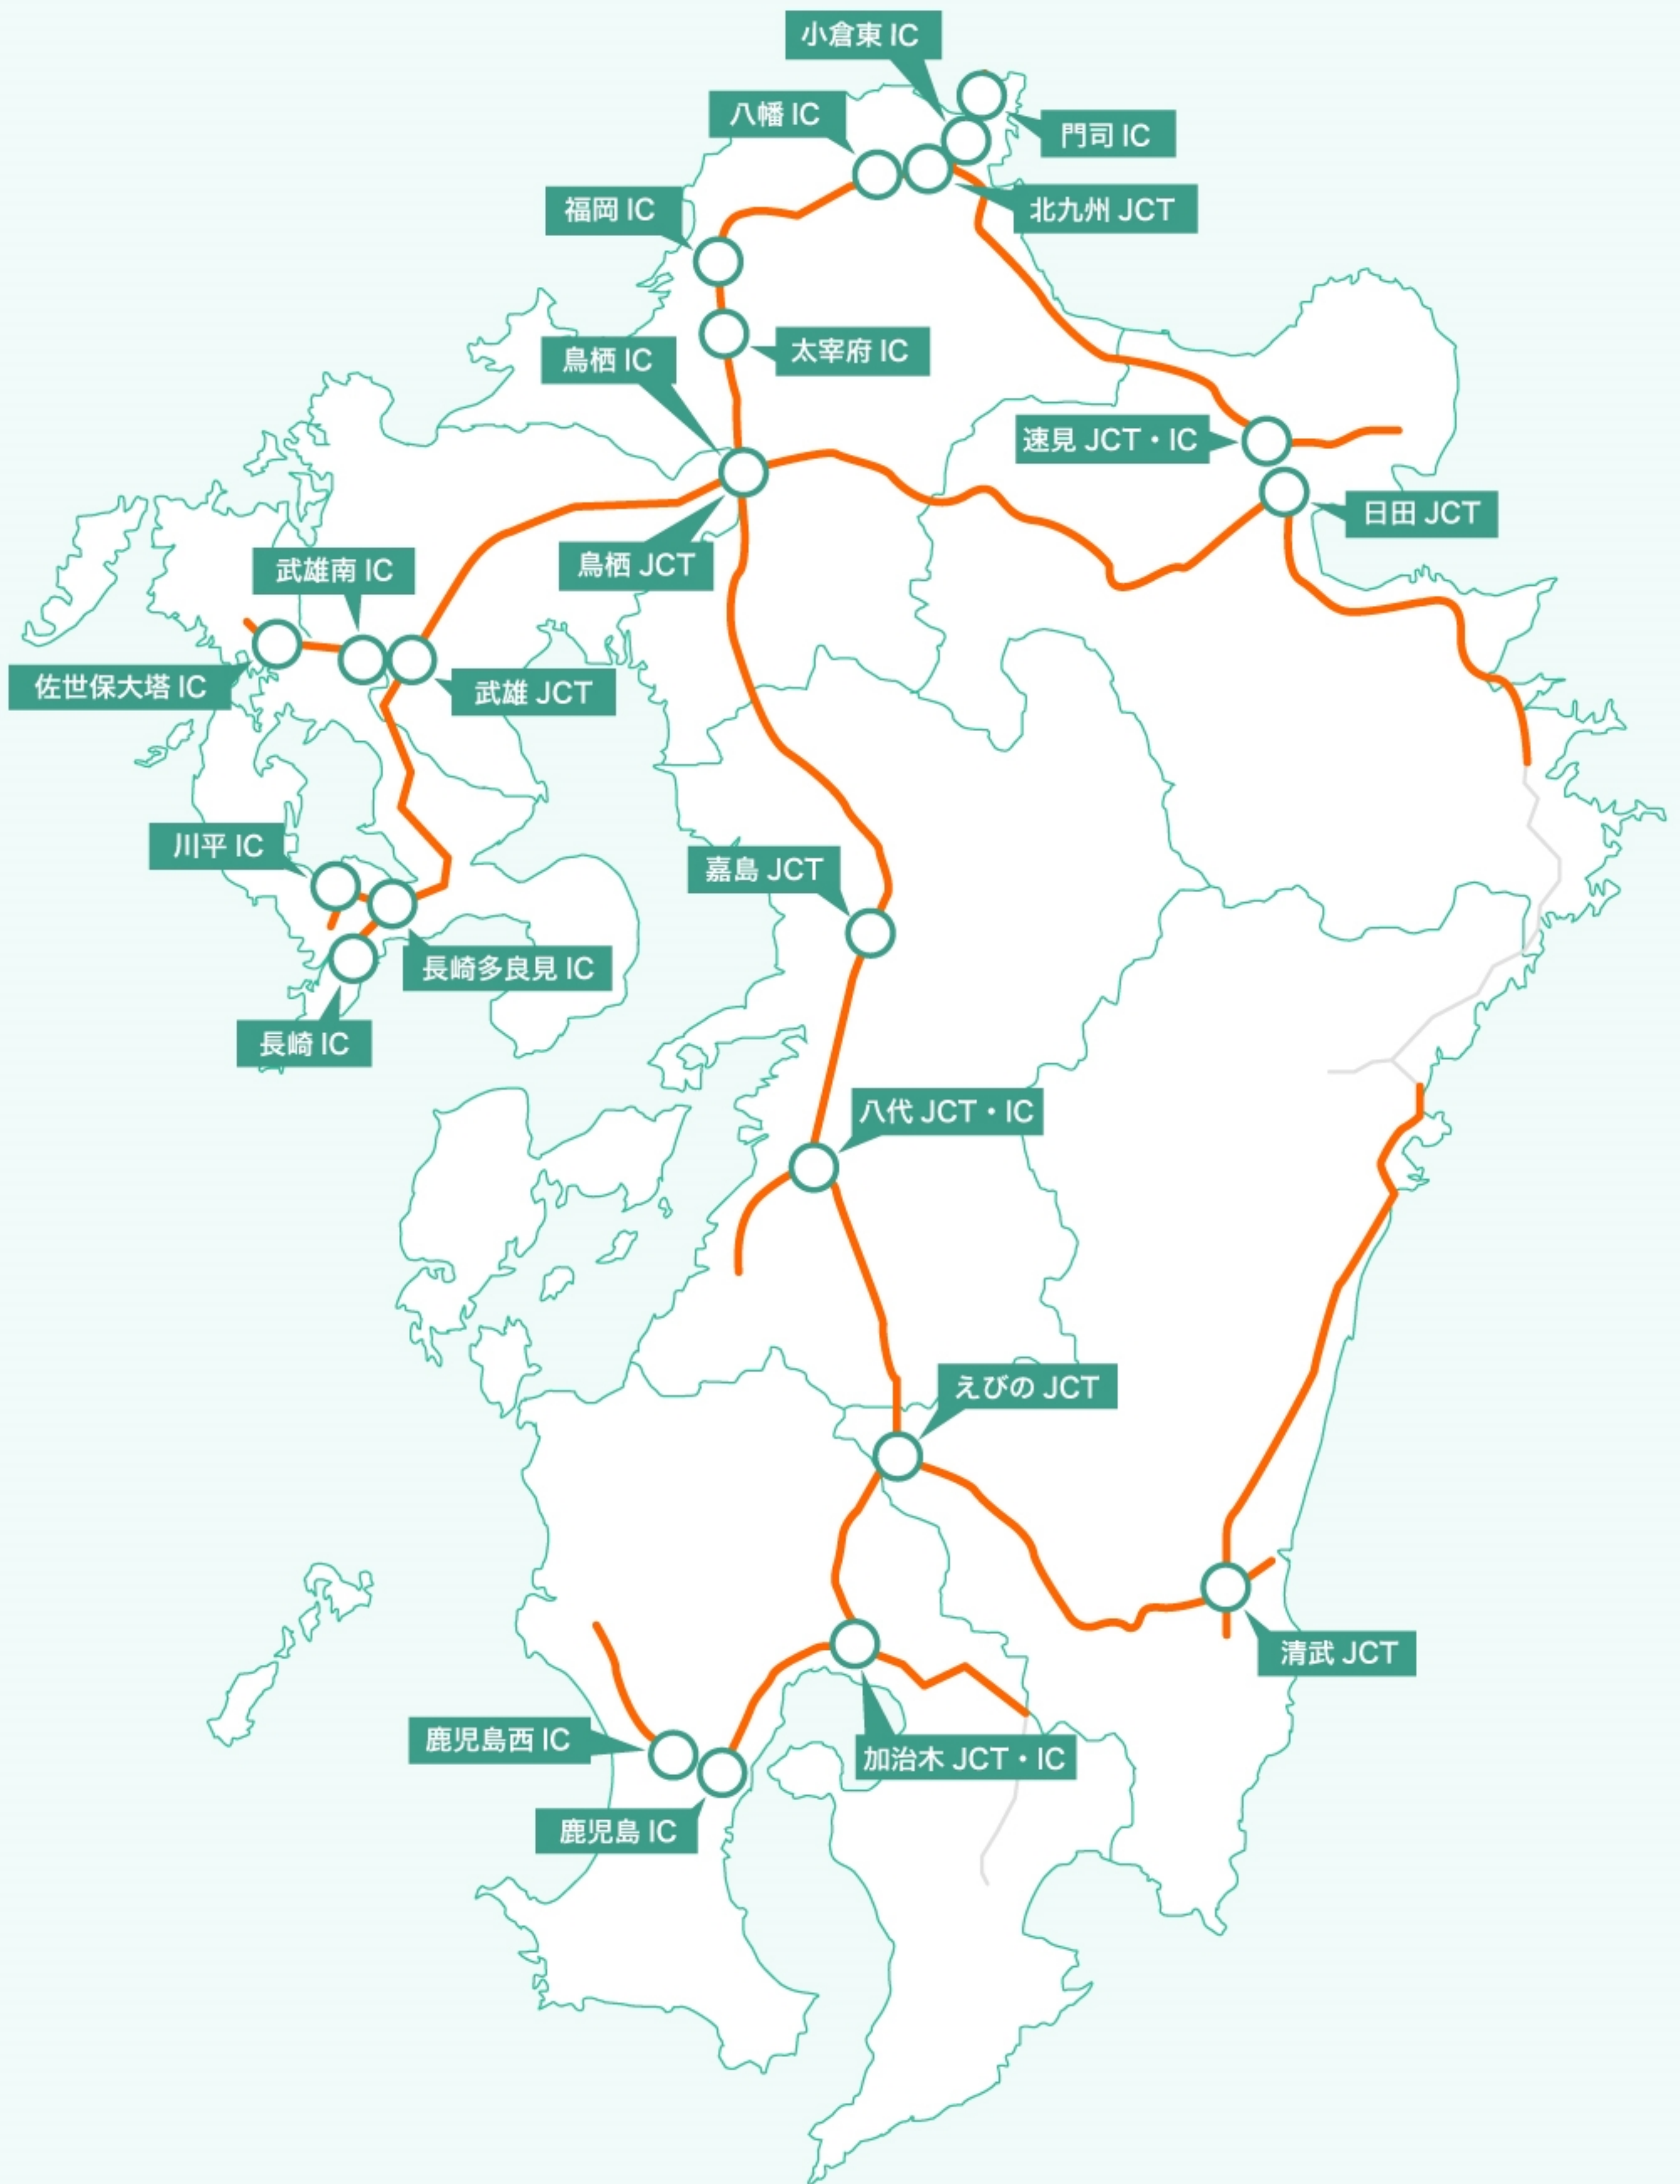 小倉東 IC
八幡 IC
門司 IC
福岡 IC
北九州 JCT
鳥栖 IC
太宰府 IC
速見 JCT・IC
日田 JCT
鳥栖 JCT
武雄南 IC
佐世保大塔 IC
武雄 JCT
川平 IC
嘉島 JCT
長崎多良見 IC
長崎 IC
八代 JCT・IC
えびの JCT
清武 JCT
鹿児島西 IC
加治木 JCT・IC
鹿児島 IC